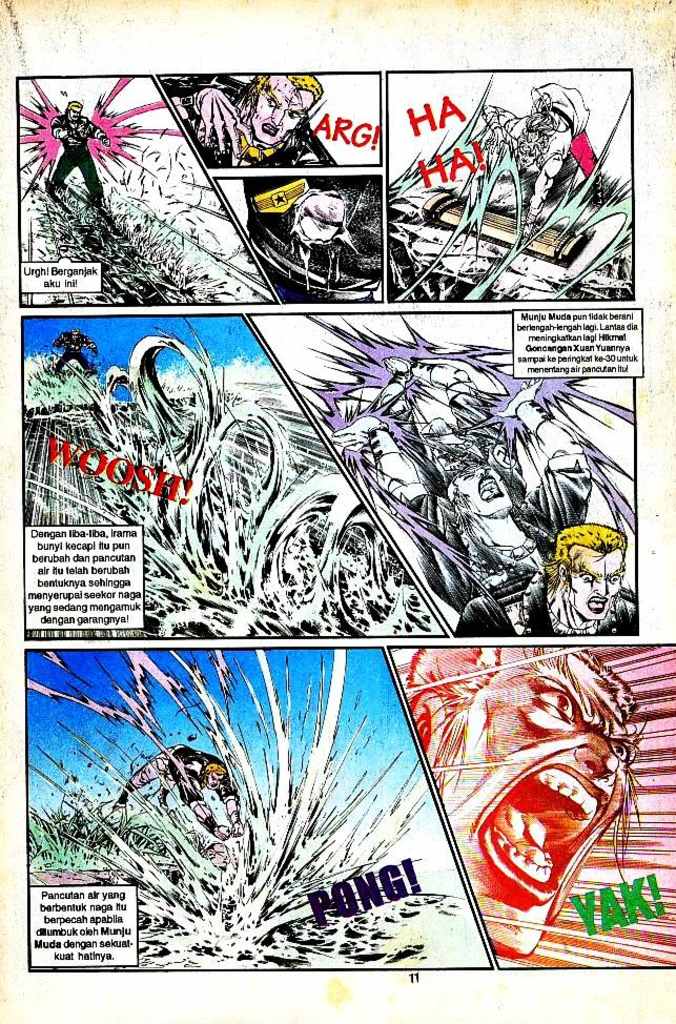 Urgh! Berganjak
aku ini!
ARG!
HA
HA!
WOOSH!
Dengan tiba-tiba, irama
bunyi kecapi itu pun
berubah dan pancutan
air itu telah berubah
bentuknya sehingga
menyerupai seekor naga
yang sedang mengamuk
dengan garangnya!
Munju Muda pun tidak berani
berlengah-lengah lagi. Lantas dia
meningkatkan lagi Hikmat
Goncangan Xuan Yuannya
sampai ke peringkat ke-30 untuk
menentang air pancutan itu!
Pancutan air yang
berbentuk naga itu
berpecah apabila
ditumbuk oleh Munju
Muda dengan sekuat-
kuat hatinya.
PONG!
YAK!
11